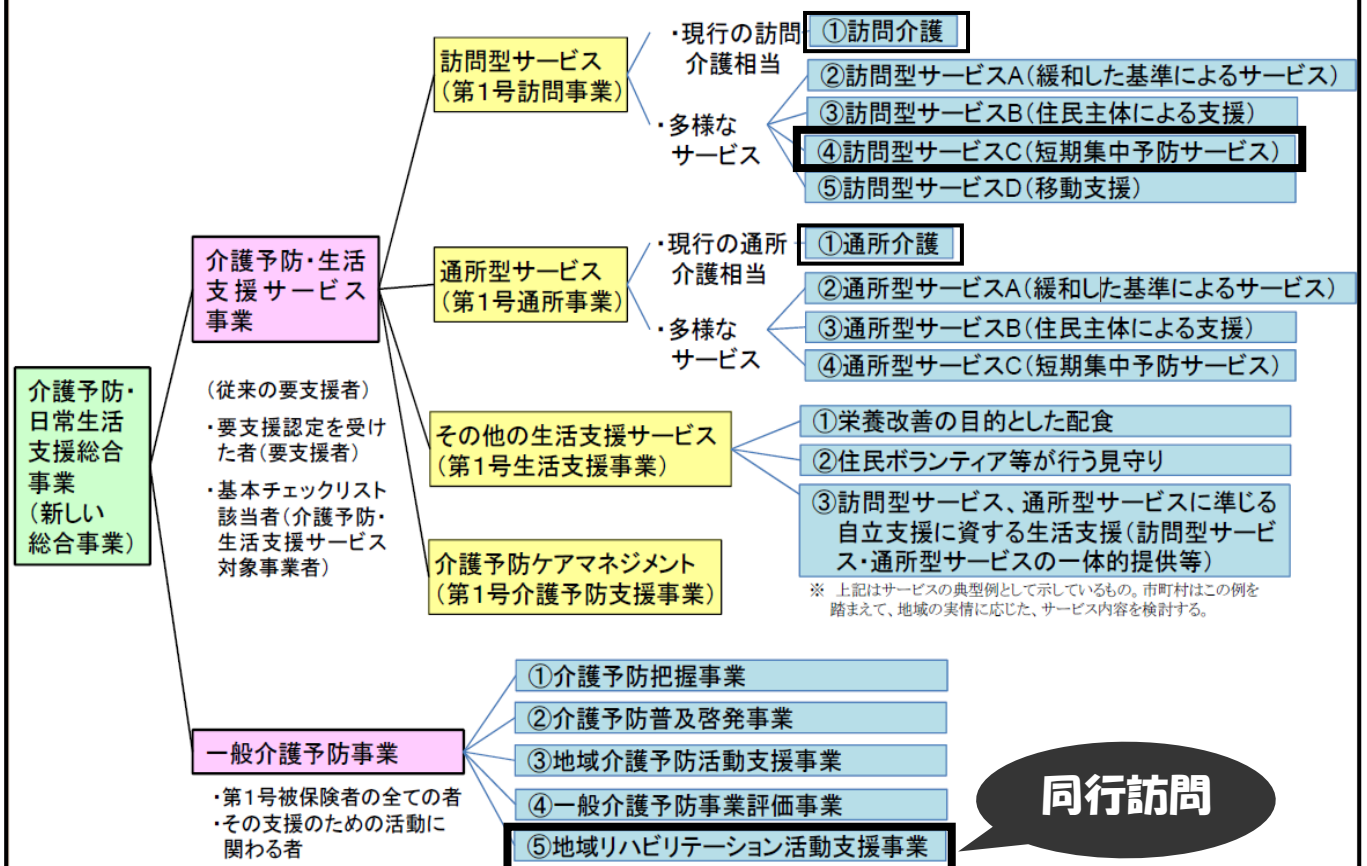 介護予防・
日常生活
支援総合
事業
(新しい
総合事業)
介護予防・生活
支援サービス
事業
(従来の要支援者)
・要支援認定を受け
た者(要支援者)
・基本チェックリスト
該当者(介護予防・
生活支援サービス
対象事業者)
訪問型サービス
(第1号訪問事業)
・現行の訪問
介護相当
①訪問介護
・多様な
サービス
②訪問型サービスA(緩和した基準によるサービス)
③訪問型サービスB(住民主体による支援)
④訪問型サービスC(短期集中予防サービス)
⑤訪問型サービスD(移動支援)
通所型サービス
(第1号通所事業)
・現行の通所
介護相当
①通所介護
・多様な
サービス
②通所型サービスA(緩和した基準によるサービス)
③通所型サービスB(住民主体による支援)
④通所型サービスC(短期集中予防サービス)
その他の生活支援サービス
(第1号生活支援事業)
①栄養改善の目的とした配食
②住民ボランティア等が行う見守り
③訪問型サービス、通所型サービスに準じる
自立支援に資する生活支援(訪問型サービ
ス・通所型サービスの一体的提供等)
※ 上記はサービスの典型例として示しているもの。市町村はこの例を
踏まえて、地域の実情に応じた、サービス内容を検討する。
介護予防ケアマネジメント
(第1号介護予防支援事業)
一般介護予防事業
・第1号被保険者の全ての者
・その支援のための活動に
関わる者
①介護予防把握事業
②介護予防普及啓発事業
③地域介護予防活動支援事業
④一般介護予防事業評価事業
⑤地域リハビリテーション活動支援事業
同行訪問